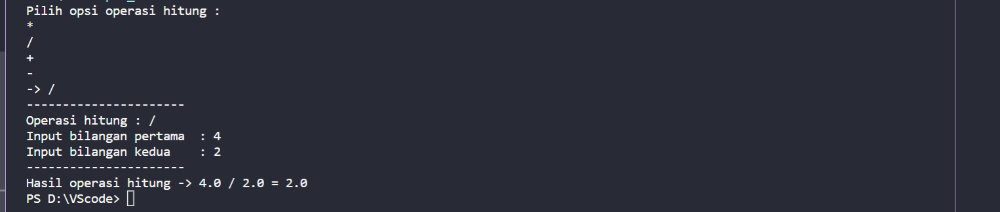 Pilih opsi operasi hitung :
*
/
+
-
-> /
----------------------
Operasi hitung : /
Input bilangan pertama  : 4
Input bilangan kedua    : 2
----------------------
Hasil operasi hitung -> 4.0 / 2.0 = 2.0
PS D:\VScode>